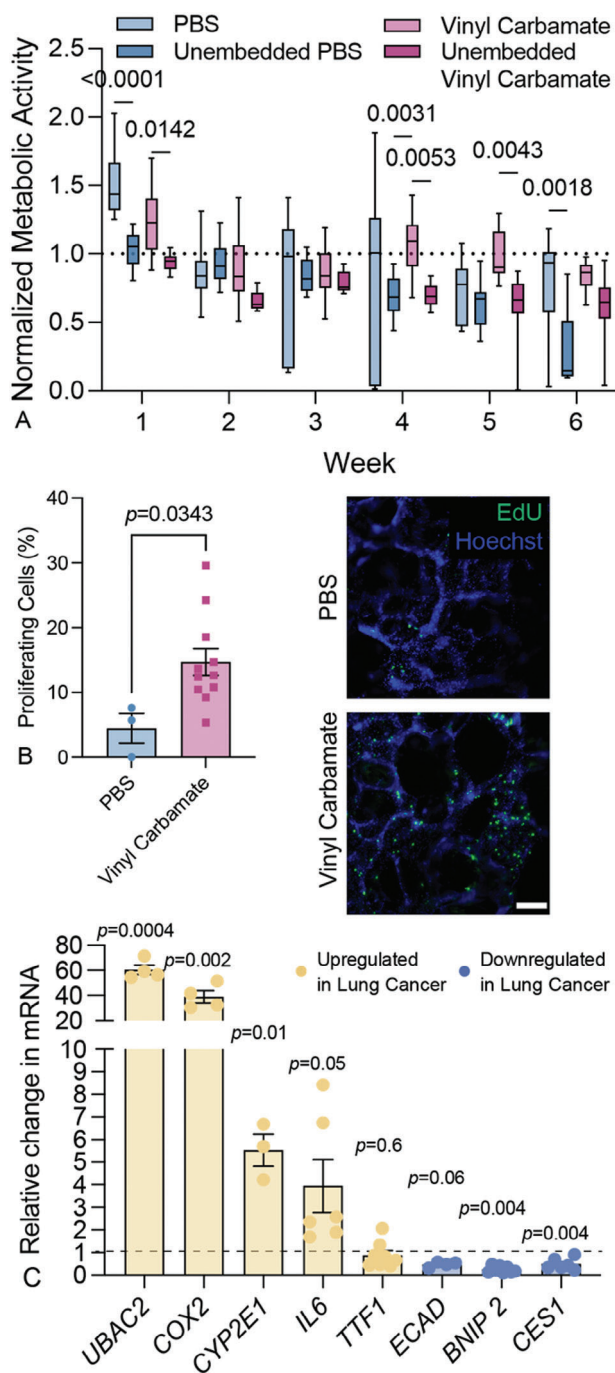 PBS
Unembedded PBS
Vinyl Carbamate
Unembedded
Vinyl Carbamate
Normalized Metabolic Activity
2.5
2.0
1.5
1.0
0.5
0.0
<0.0001
0.0142
0.0031
0.0053
0.0043
0.0018
1 2 3 4 5 6
Week
A
Proliferating Cells (%)
40
30
20
10
0
p=0.0343
PBS
Vinyl Carbamate
B
PBS
EdU
Hoechst
Vinyl Carbamate
Relative change in mRNA
80
60
40
20
10
9
8
7
6
5
4
3
2
1
0
p=0.0004
p=0.002
p=0.01
p=0.05
p=0.6
p=0.06
p=0.004
p=0.004
Upregulated
in Lung Cancer
Downregulated
in Lung Cancer
UBAC2
COX2
CYP2E1
IL6
TTF1
ECAD
BNIP 2
CES1
C